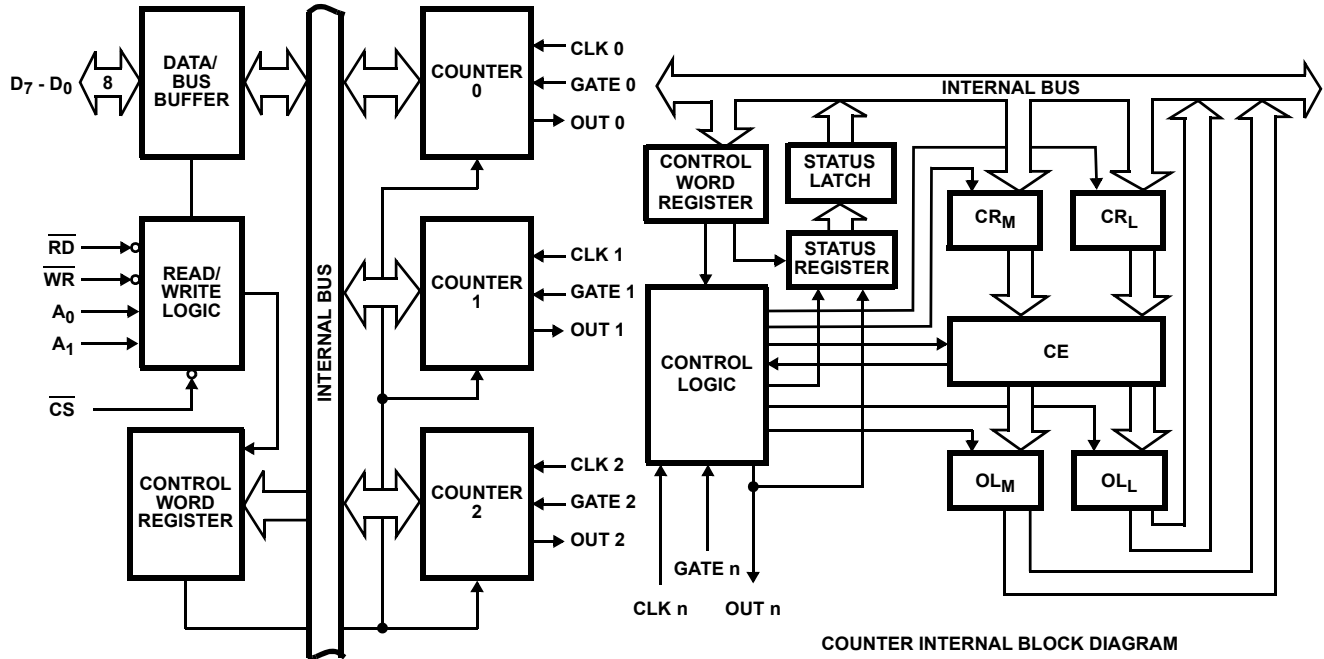 D7 - D0
8
DATA/
BUS
BUFFER
RD
WR
A0
A1
CS
READ/
WRITE
LOGIC
CONTROL
WORD
REGISTER
INTERNAL BUS
COUNTER
0
CLK 0
GATE 0
OUT 0
COUNTER
1
CLK 1
GATE 1
OUT 1
COUNTER
2
CLK 2
GATE 2
OUT 2
INTERNAL BUS
CONTROL
WORD
REGISTER
STATUS
LATCH
STATUS
REGISTER
CRM
CRL
CONTROL
LOGIC
CE
OLM
OLL
GATE n
CLK n
OUT n
COUNTER INTERNAL BLOCK DIAGRAM